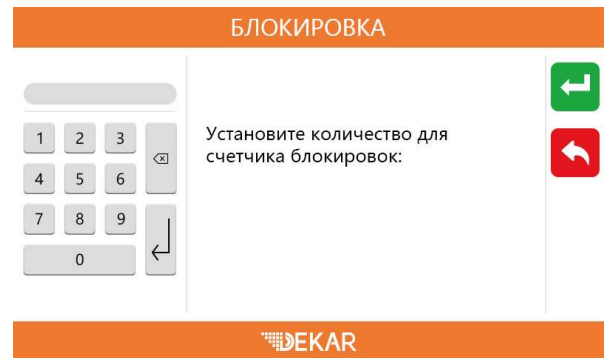 БЛОКИРОВКА
1 2 3
4 5 6
7 8 9
0
Установите количество для
счетчика блокировок:
DEKAR